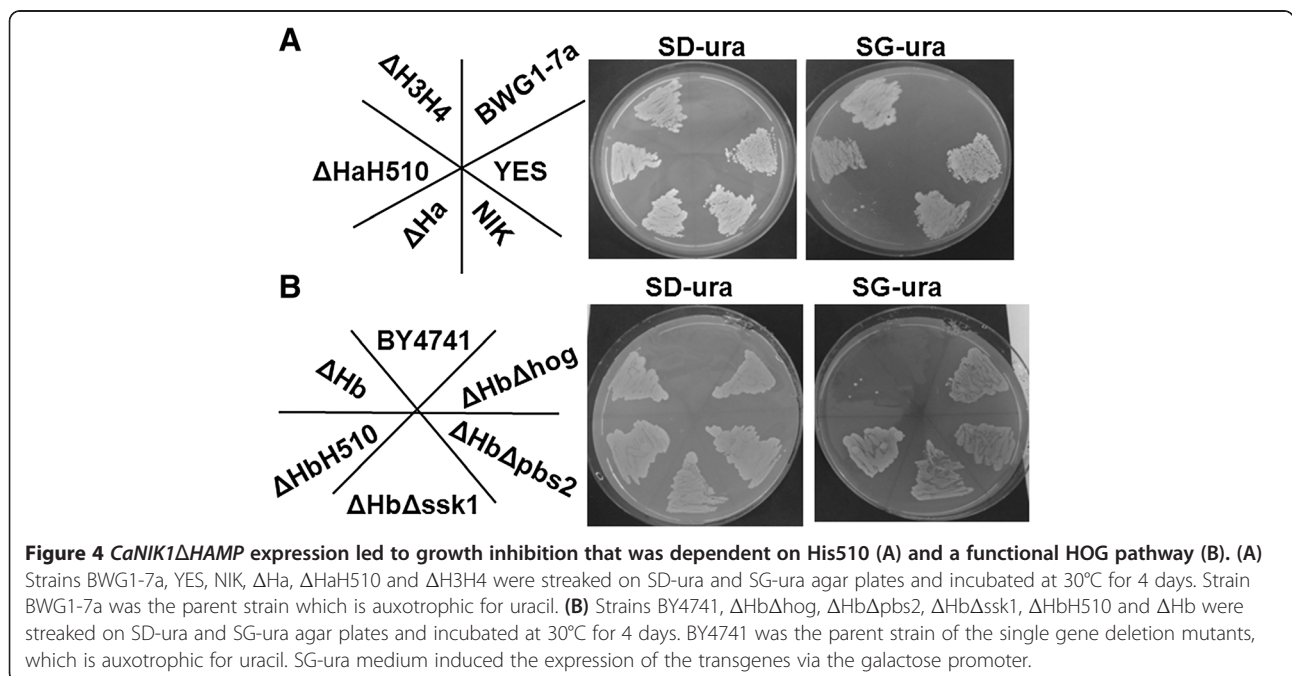 A
SD-ura
SG-ura
ΔH3H4
BWG1-7a
ΔHaH510
YES
ΔHa
NIK
B
SD-ura
SG-ura
BY4741
ΔHb
ΔHbΔhog
ΔHbH510
ΔHbΔpbs2
ΔHbΔssk1
Figure 4 CaNIK1ΔHAMP expression led to growth inhibition that was dependent on His510 (A) and a functional HOG pathway (B). (A)
Strains BWG1-7a, YES, NIK, ΔHa, ΔHaH510 and ΔH3H4 were streaked on SD-ura and SG-ura agar plates and incubated at 30°C for 4 days. Strain
BWG1-7a was the parent strain which is auxotrophic for uracil. (B) Strains BY4741, ΔHbΔhog, ΔHbΔpbs2, ΔHbΔssk1, ΔHbH510 and ΔHb were
streaked on SD-ura and SG-ura agar plates and incubated at 30°C for 4 days. BY4741 was the parent strain of the single gene deletion mutants,
which is auxotrophic for uracil. SG-ura medium induced the expression of the transgenes via the galactose promoter.